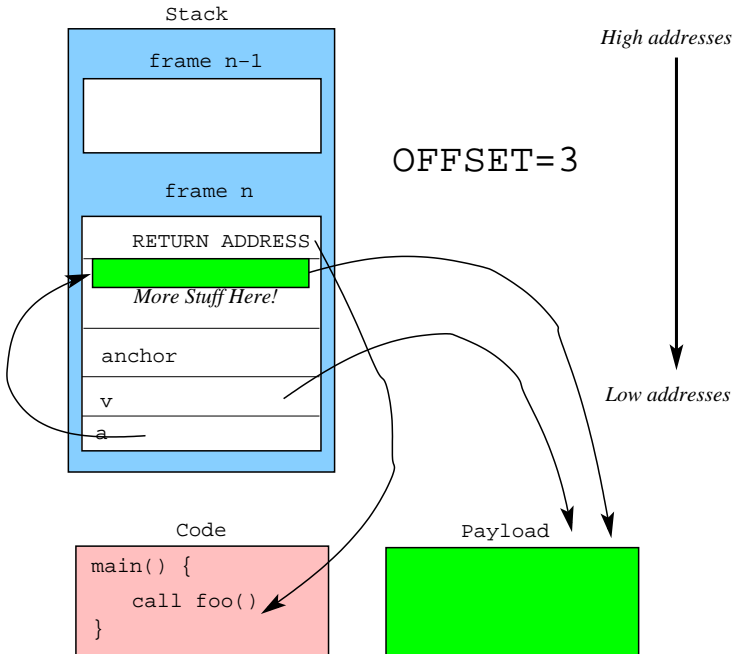 Stack
frame n−1
High addresses
OFFSET=3
frame n
RETURN ADDRESS
More Stuff Here!
anchor
v
a
Low addresses
Code
main() {
call foo()
}
Payload